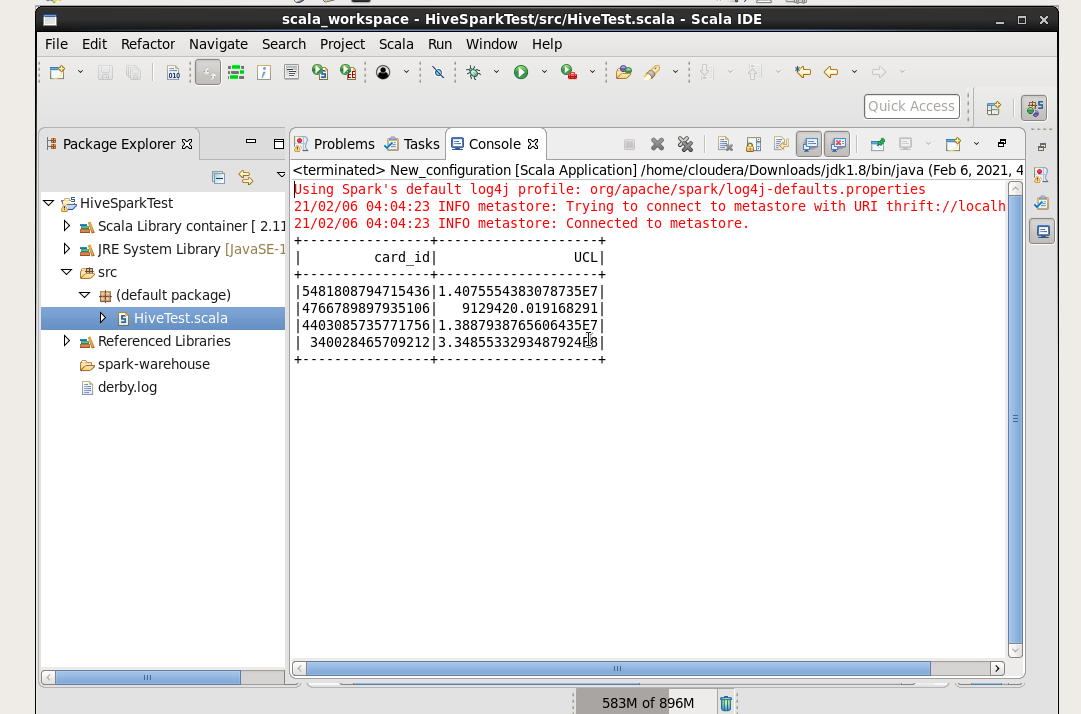 scala_workspace - HiveSparkTest/src/HiveTest.scala - Scala IDE
File Edit Refactor Navigate Search Project Scala Run Window Help
Quick Access
Package Explorer
HiveSparkTest
Scala Library container [ 2.11
JRE System Library [JavaSE-1
src
(default package)
HiveTest.scala
Referenced Libraries
spark-warehouse
derby.log
Problems Tasks Console
<terminated> New_configuration [Scala Application] /home/cloudera/Downloads/jdk1.8/bin/java (Feb 6, 2021, 4
Using Spark's default log4j profile: org/apache/spark/log4j-defaults.properties
21/02/06 04:04:23 INFO metastore: Trying to connect to metastore with URI thrift://localh
21/02/06 04:04:23 INFO metastore: Connected to metastore.
+----------------+--------------------+
|         card_id|                 UCL|
+----------------+--------------------+
|5481808794715436|1.4075554383078735E7|
|4766789897935106|   9129420.019168291|
|4403085735771756|1.3887938765606435E7|
| 340028465709212|3.3485533293487924E8|
+----------------+--------------------+
583M of 896M